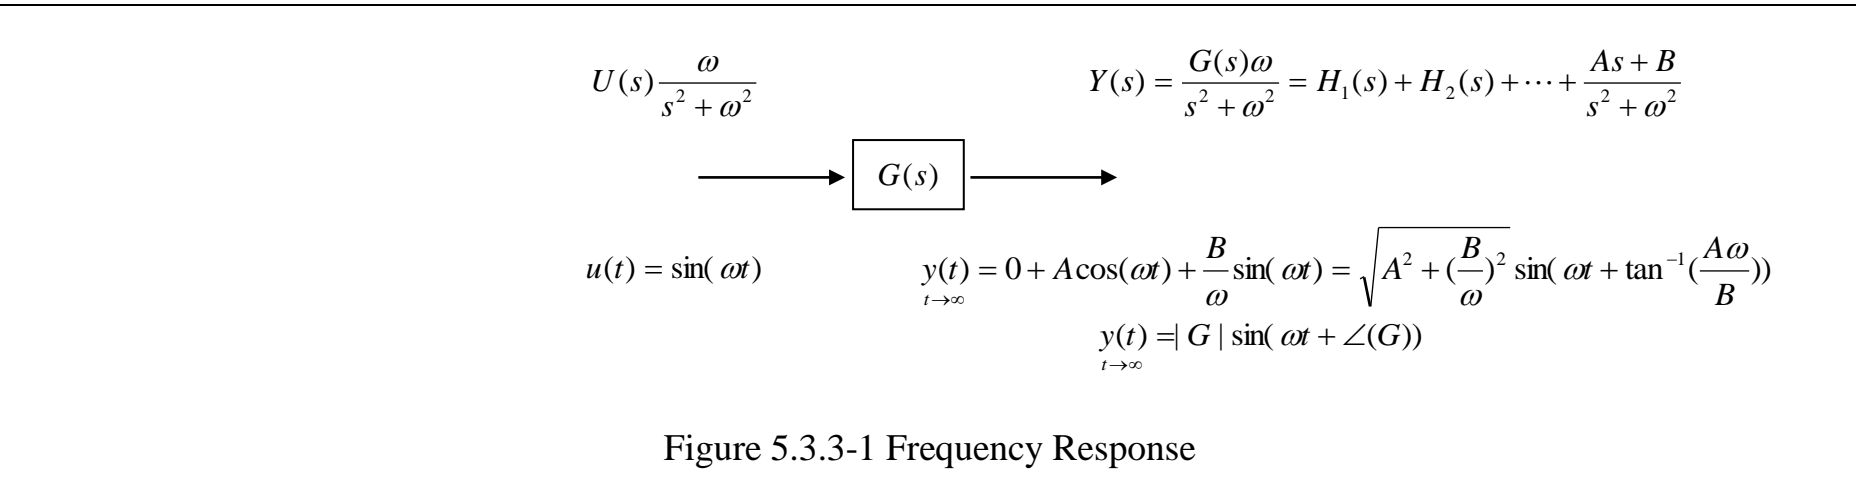 U(s) ω/(s² + ω²)
Y(s) = G(s)ω/(s² + ω²) = H₁(s) + H₂(s) + ⋯ + (As + B)/(s² + ω²)
G(s)
u(t) = sin( ωt)
y(t) = 0 + A cos(ωt) + B/ω sin( ωt) = √(A² + (B/ω)²) sin( ωt + tan⁻¹(Aω/B))
t→∞
y(t) =| G | sin( ωt + ∠(G))
t→∞
Figure 5.3.3-1 Frequency Response